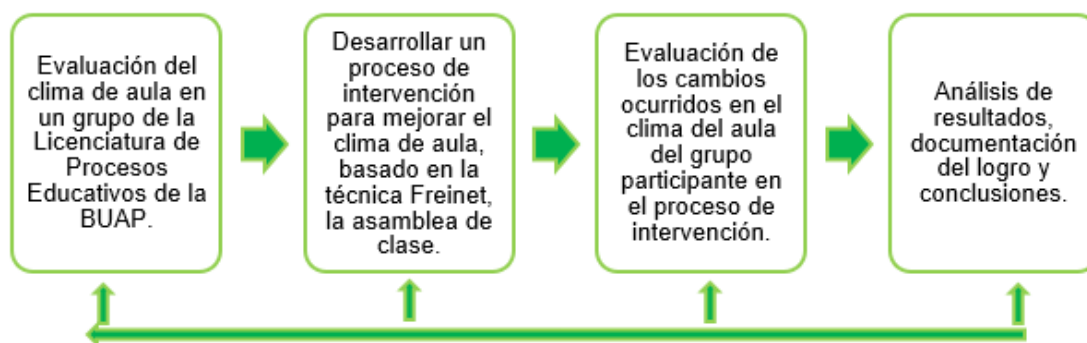 Evaluación del
clima de aula en
un grupo de la
Licenciatura de
Procesos
Educativos de la
BUAP.
Desarrollar un
proceso de
intervención
para mejorar el
clima de aula,
basado en la
técnica Freinet,
la asamblea de
clase.
Evaluación de
los cambios
ocurridos en el
clima del aula
del grupo
participante en
el proceso de
intervención.
Análisis de
resultados,
documentación
del logro y
conclusiones.